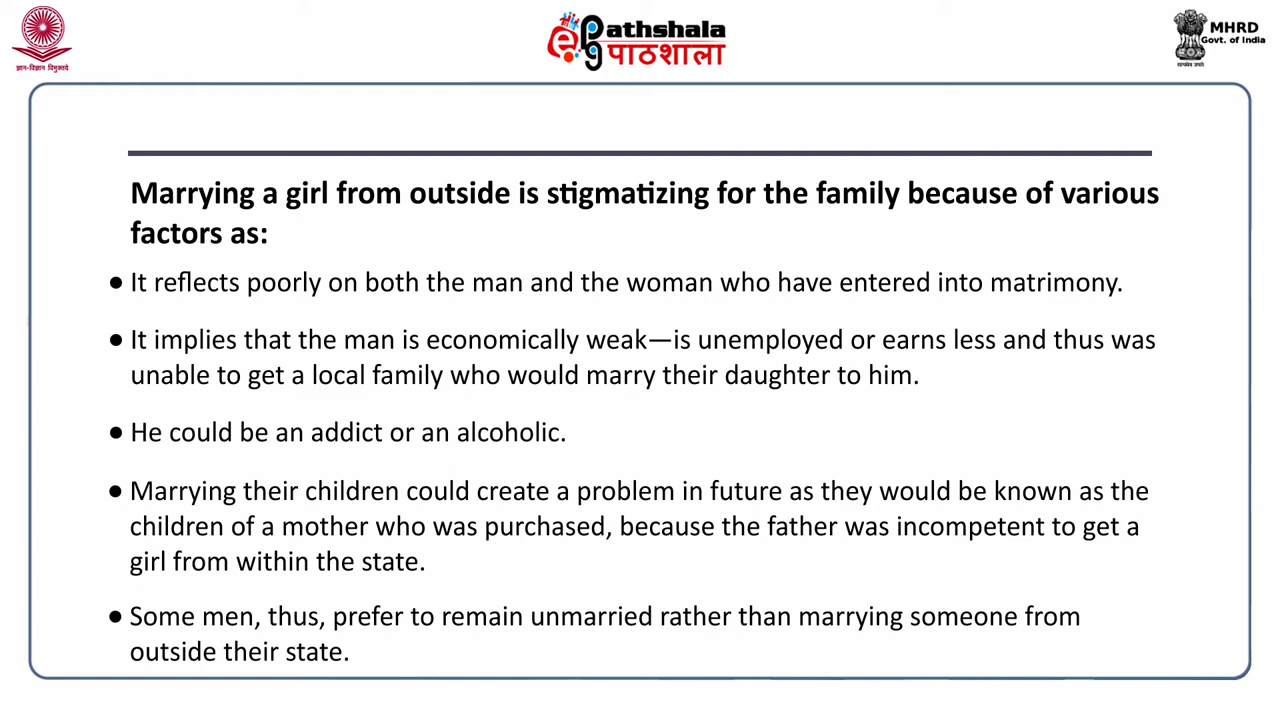 ज्ञान-विज्ञान विमुक्तये
epg Pathshala
पाठशाला
MHRD
Govt. of India
सत्यमेव जयते
Marrying a girl from outside is stigmatizing for the family because of various
factors as:
● It reflects poorly on both the man and the woman who have entered into matrimony.
● It implies that the man is economically weak—is unemployed or earns less and thus was
unable to get a local family who would marry their daughter to him.
● He could be an addict or an alcoholic.
● Marrying their children could create a problem in future as they would be known as the
children of a mother who was purchased, because the father was incompetent to get a
girl from within the state.
● Some men, thus, prefer to remain unmarried rather than marrying someone from
outside their state.